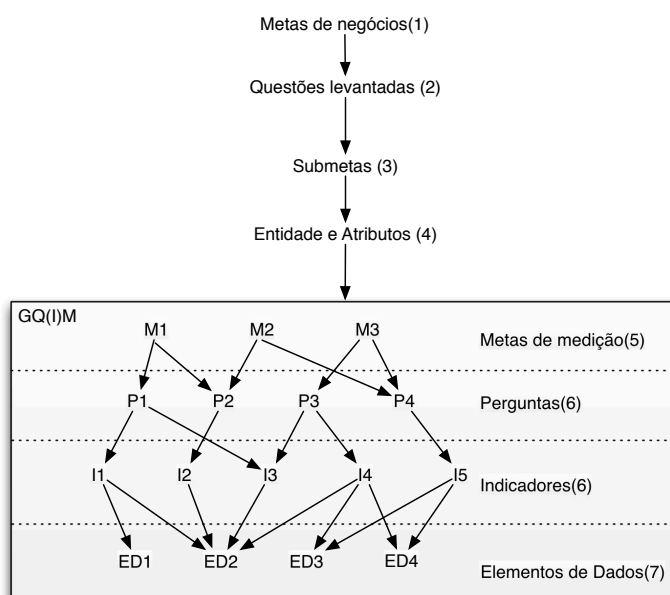 Metas de negócios(1)
Questões levantadas (2)
Submetas (3)
Entidade e Atributos (4)
GQ(I)M
M1 M2 M3 Metas de medição(5)
P1 P2 P3 P4 Perguntas(6)
I1 I2 I3 I4 I5 Indicadores(6)
ED1 ED2 ED3 ED4 Elementos de Dados(7)